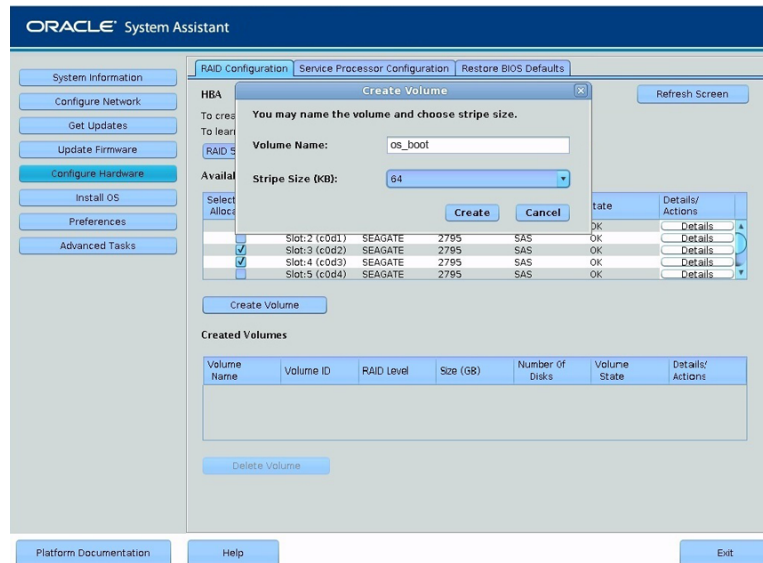 ORACLE System Assistant
System Information
Configure Network
Get Updates
Update Firmware
Configure Hardware
Install OS
Preferences
Advanced Tasks
RAID Configuration Service Processor Configuration Restore BIOS Defaults
HBA
Refresh Screen
To crea
To lear
RAID 5
Create Volume
You may name the volume and choose stripe size.
Volume Name: os_boot
Stripe Size (KB): 64
Create Cancel
Availal
Select
Alloca
tate
Details/
Actions
OK Details
Slot:2 (c0d1) SEAGATE 2795 SAS OK Details
Slot:3 (c0d2) SEAGATE 2795 SAS OK Details
Slot:4 (c0d3) SEAGATE 2795 SAS OK Details
Slot:5 (c0d4) SEAGATE 2795 SAS OK Details
Create Volume
Created Volumes
Volume Name Volume ID RAID Level Size (GB) Number Of Disks Volume State Details/ Actions
Delete Volume
Platform Documentation Help Exit